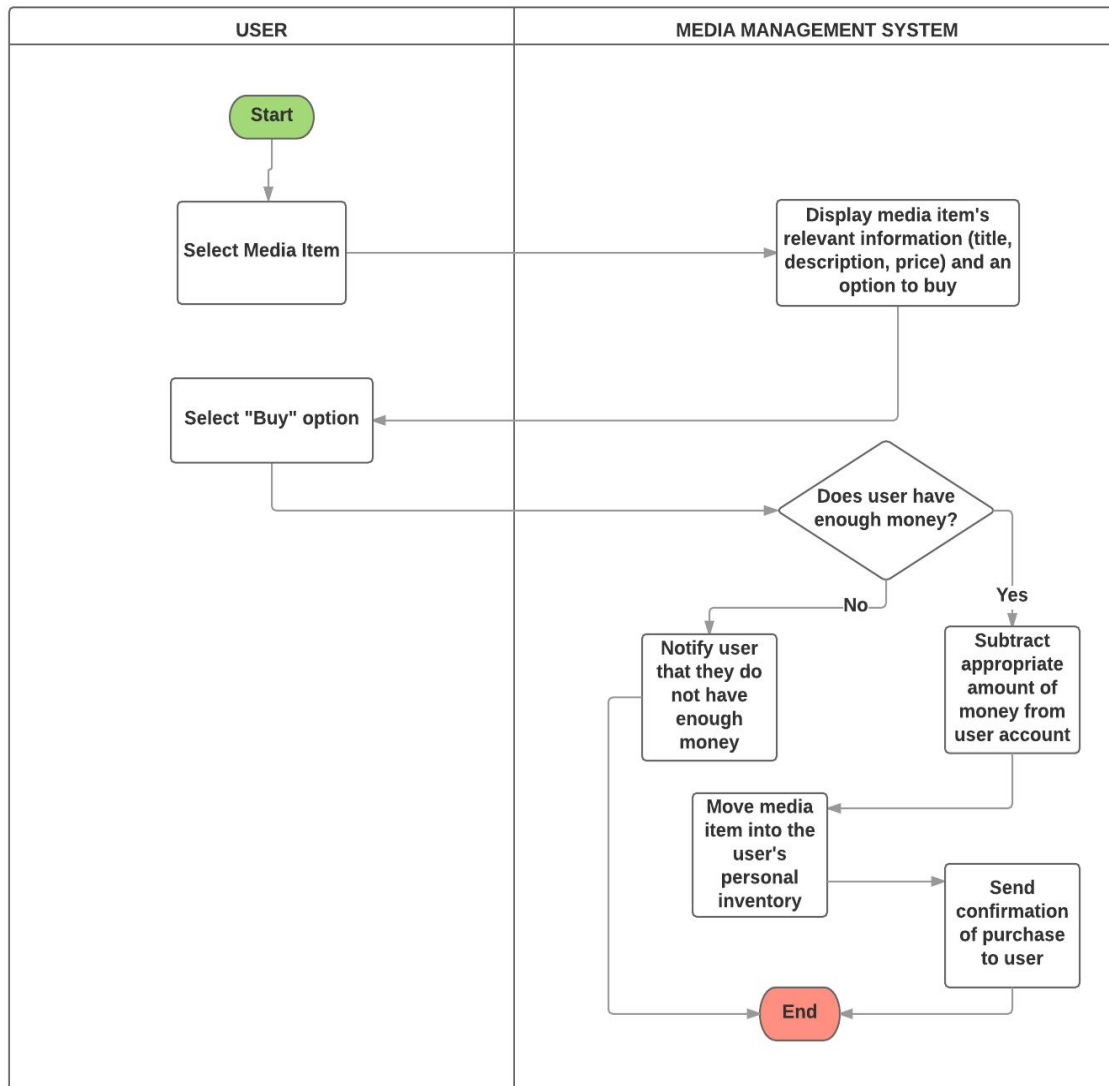 USER
MEDIA MANAGEMENT SYSTEM
Start
Select Media Item
Display media item's
relevant information (title,
description, price) and an
option to buy
Select "Buy" option
Does user have
enough money?
No
Yes
Notify user
that they do
not have
enough
money
Subtract
appropriate
amount of
money from
user account
Move media
item into the
user's
personal
inventory
Send
confirmation
of purchase
to user
End